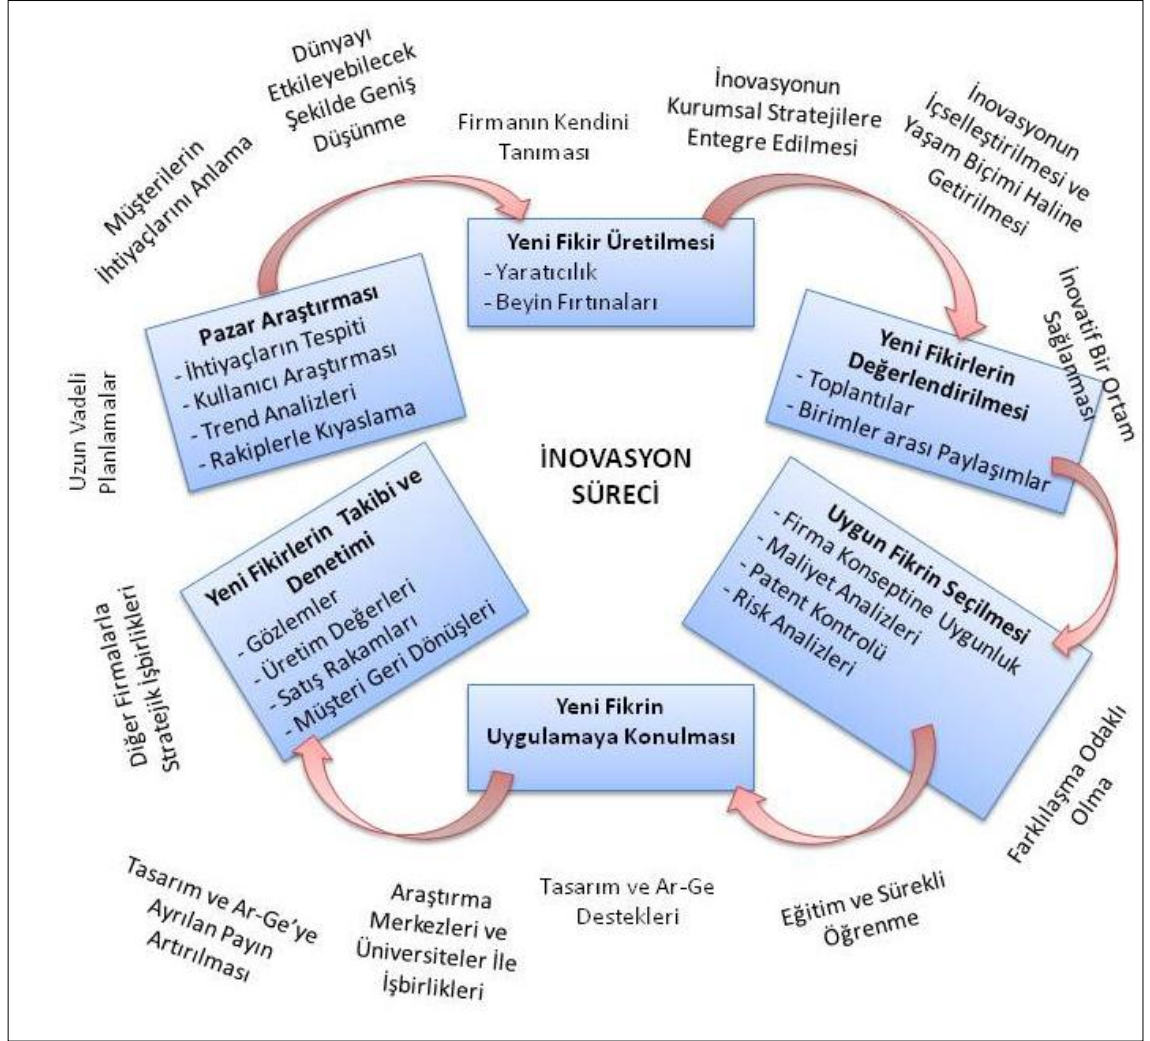 Dünyayı
Etkileyebilecek
Şekilde Geniş
Düşünme
Firmanın Kendini
Tanıması
İnovasyonun
Kurumsal Stratejilere
Entegre Edilmesi
İnovasyonun
İçselleştirilmesi ve
Yaşam Biçimi Haline
Getirilmesi
Müşterilerin
İhtiyaçlarını Anlama
Yeni Fikir Üretilmesi
- Yaratıcılık
- Beyin Fırtınaları
Pazar Araştırması
- İhtiyaçların Tespiti
- Kullanıcı Araştırması
- Trend Analizleri
- Rakiplerle Kıyaslama
Yeni Fikirlerin
Değerlendirilmesi
- Toplantılar
- Birimler arası Paylaşımlar
İnovatif Bir Ortam
Sağlanması
Uzun Vadeli
Planlamalar
İNOVASYON
SÜRECİ
Yeni Fikirlerin Takibi ve
Denetimi
- Gözlemler
- Üretim Değerleri
- Satış Rakamları
- Müşteri Geri Dönüşleri
Uygun Fikrin Seçilmesi
- Firma Konseptine Uygunluk
- Maliyet Analizleri
- Patent Kontrolü
- Risk Analizleri
Diğer Firmalarla
Stratejik İşbirlikleri
Yeni Fikrin
Uygulamaya Konulması
Farklılaşma Odaklı
Olma
Tasarım ve Ar-Ge'ye
Ayrılan Payın
Artırılması
Araştırma
Merkezleri ve
Üniversiteler İle
İşbirlikleri
Tasarım ve Ar-Ge
Destekleri
Eğitim ve Sürekli
Öğrenme